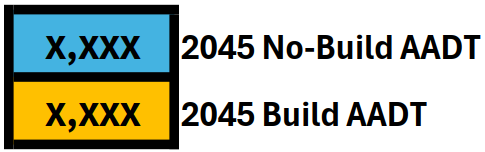 X,XXX 2045 No-Build AADT
X,XXX 2045 Build AADT